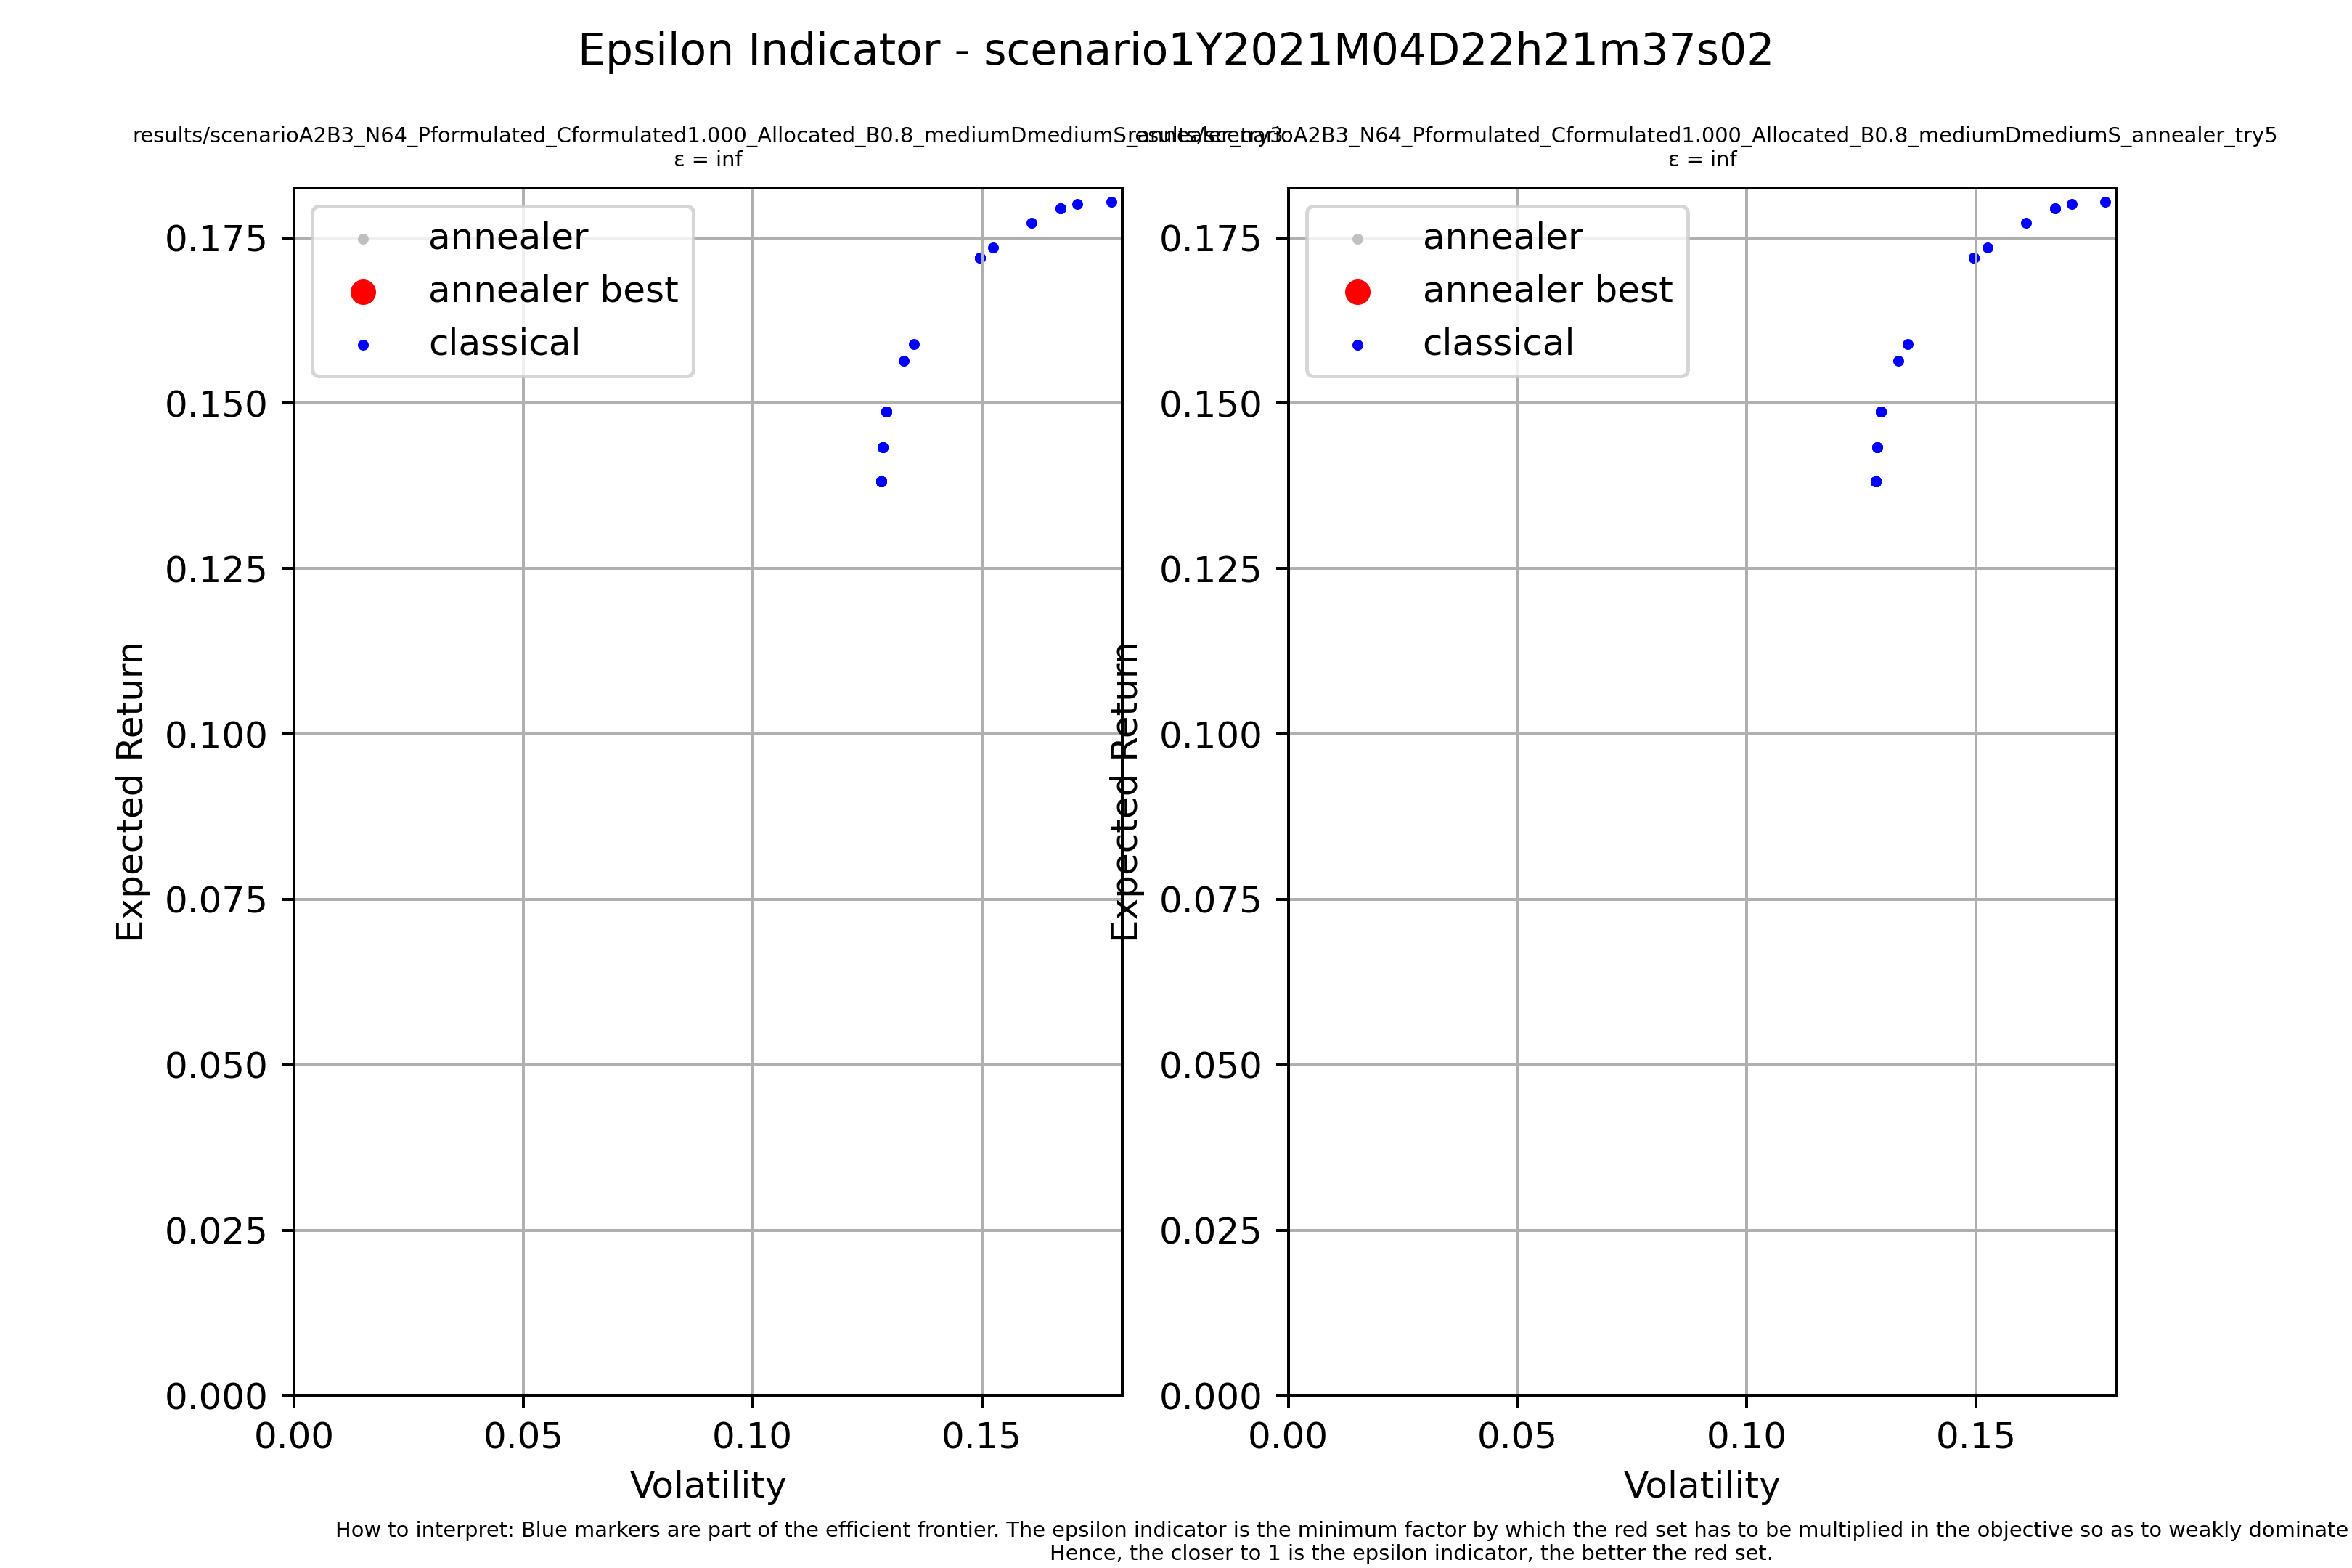 Epsilon Indicator - scenario1Y2021M04D22h21m37s02
results/scenarioA2B3_N64_Pformulated_Cformulated1.000_Allocated_B0.8_mediumDmediumS_annealer_try3
ε = inf
results/scenarioA2B3_N64_Pformulated_Cformulated1.000_Allocated_B0.8_mediumDmediumS_annealer_try5
ε = inf
annealer
annealer best
classical
0.175
0.150
0.125
0.100
0.075
0.050
0.025
0.000
Expected Return
0.00 0.05 0.10 0.15
Volatility
annealer
annealer best
classical
0.175
0.150
0.125
0.100
0.075
0.050
0.025
0.000
Expected Return
0.00 0.05 0.10 0.15
Volatility
How to interpret: Blue markers are part of the efficient frontier. The epsilon indicator is the minimum factor by which the red set has to be multiplied in the objective so as to weakly dominate
Hence, the closer to 1 is the epsilon indicator, the better the red set.